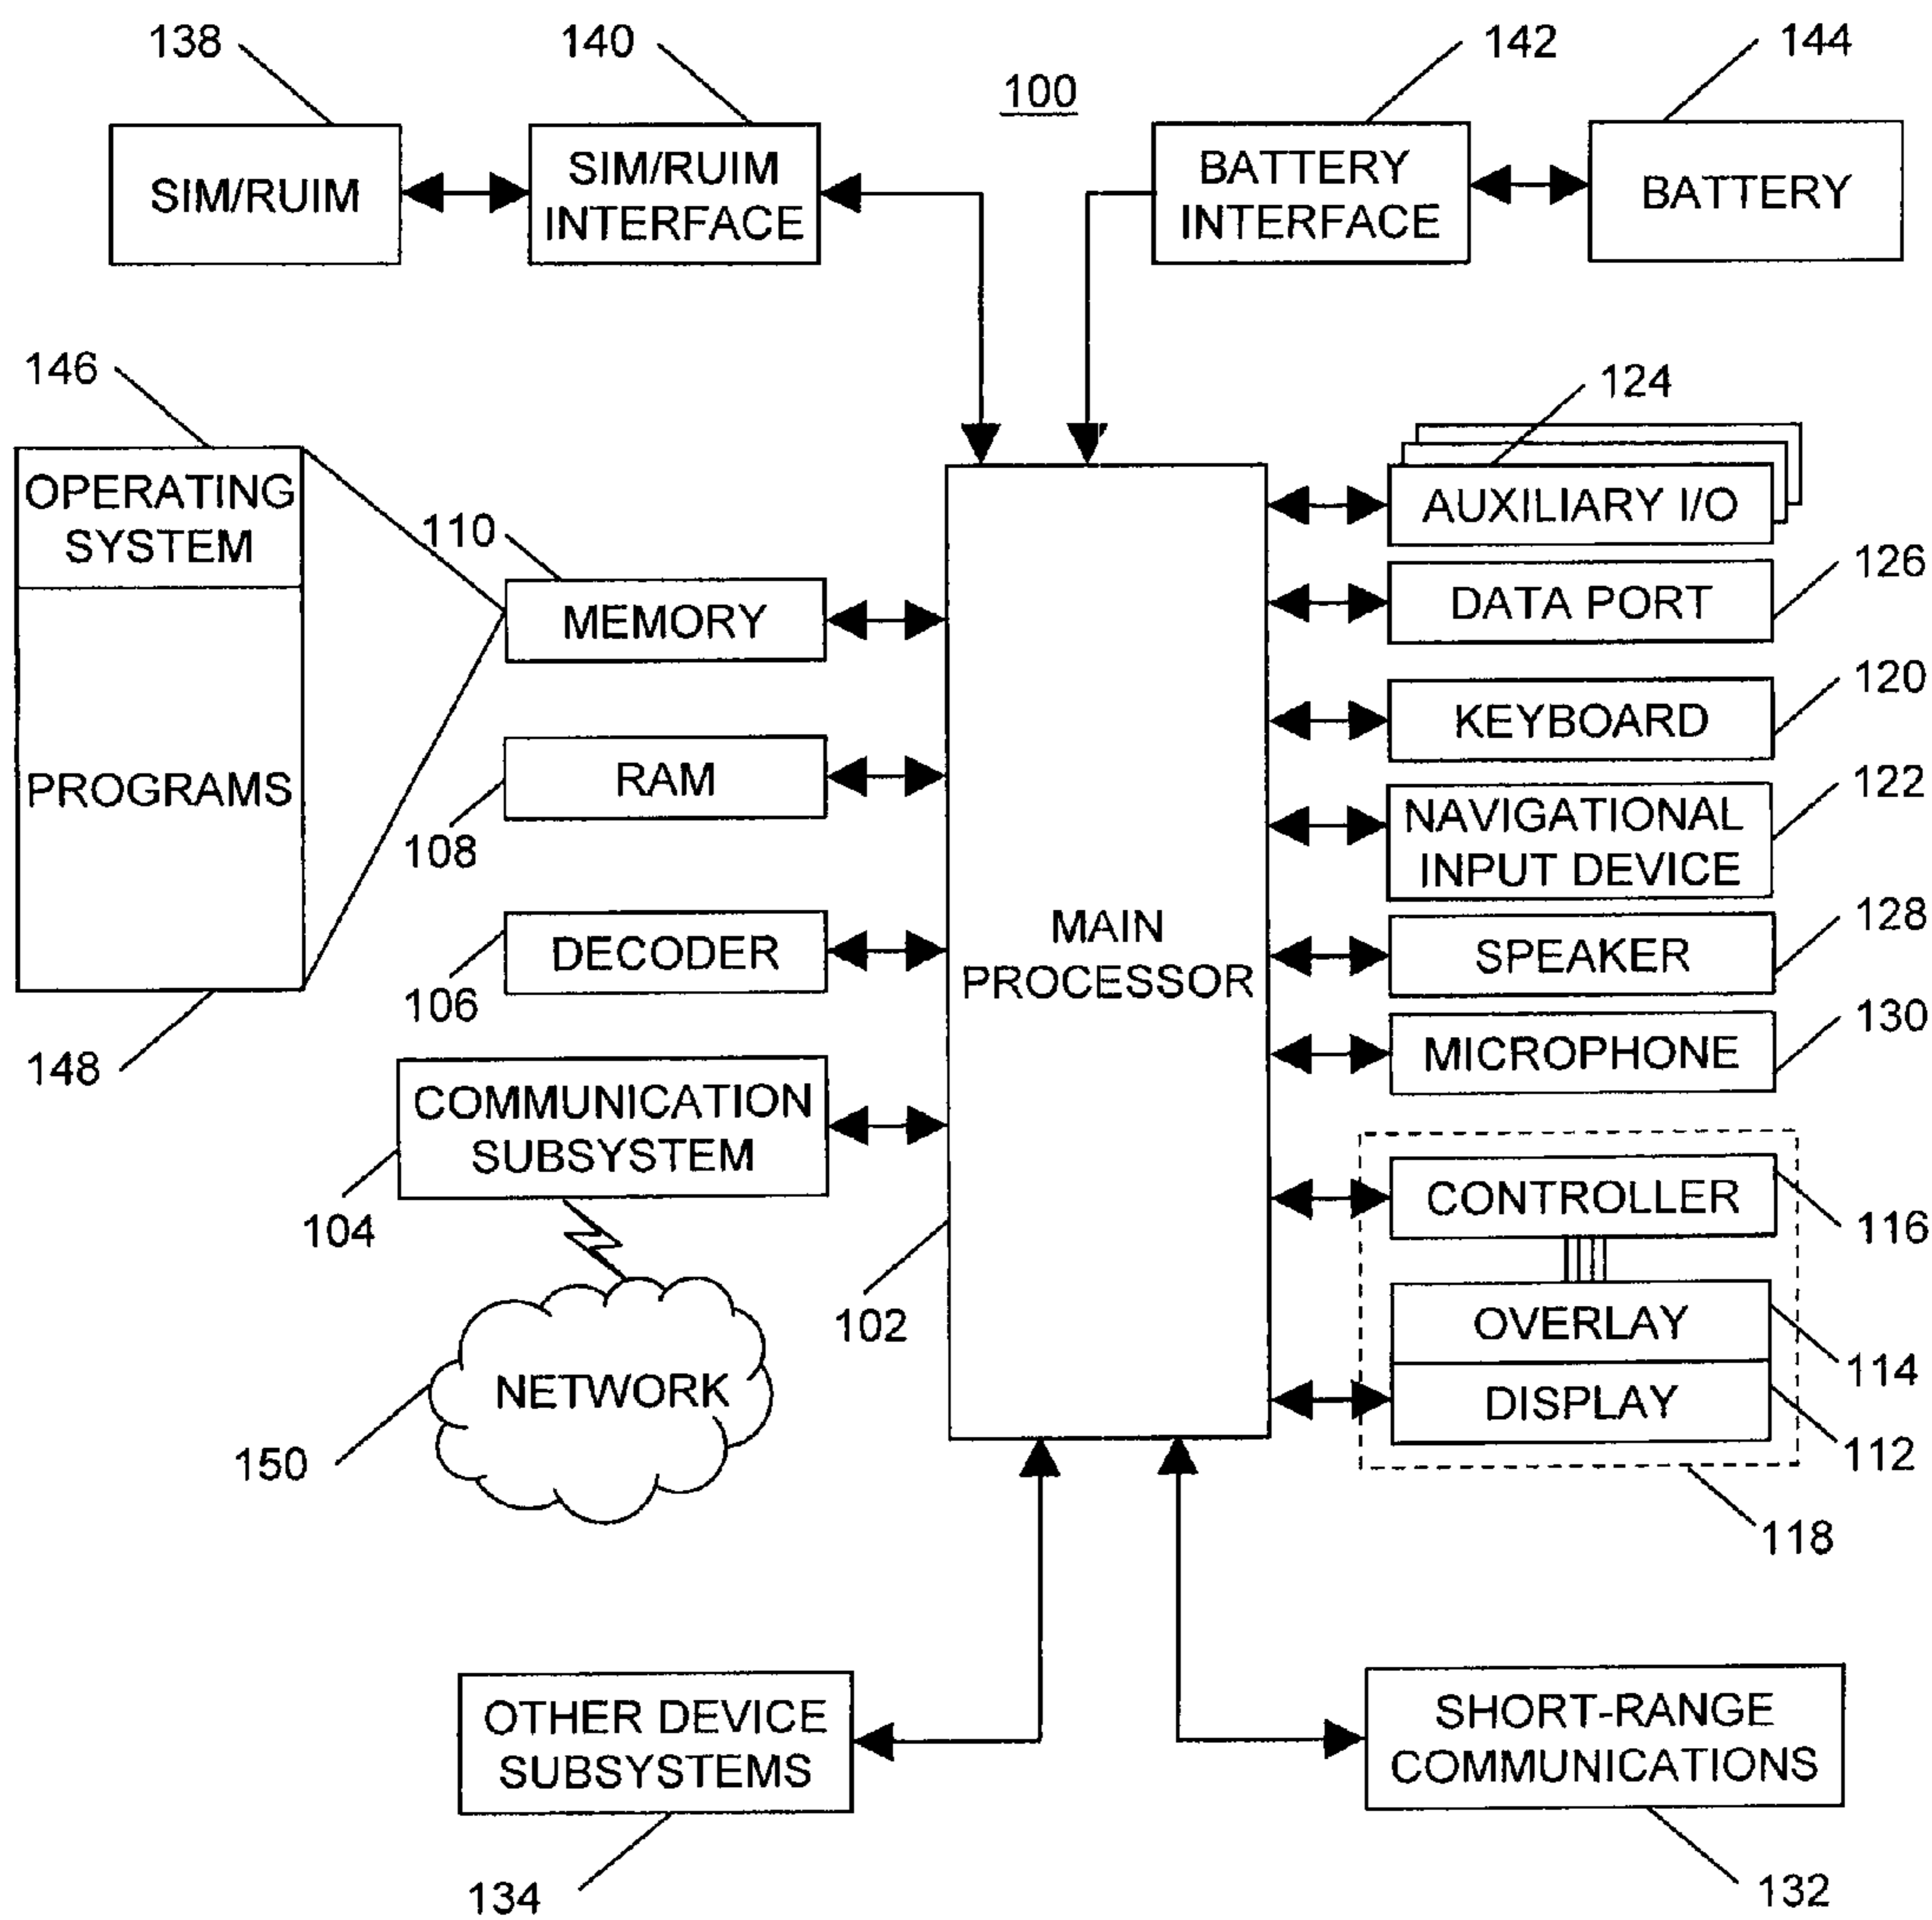 138
140
100
142
144
SIM/RUIM
SIM/RUIM
INTERFACE
BATTERY
INTERFACE
BATTERY
146
124
OPERATING
SYSTEM
110
AUXILIARY I/O
126
MEMORY
DATA PORT
120
KEYBOARD
PROGRAMS
RAM
122
108
NAVIGATIONAL
INPUT DEVICE
128
DECODER
MAIN
PROCESSOR
SPEAKER
106
130
148
MICROPHONE
COMMUNICATION
SUBSYSTEM
104
CONTROLLER
116
102
OVERLAY
114
NETWORK
DISPLAY
150
112
118
OTHER DEVICE
SUBSYSTEMS
SHORT-RANGE
COMMUNICATIONS
134
132